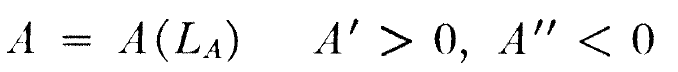 A = A(L_A)   A′ > 0, A″ < 0